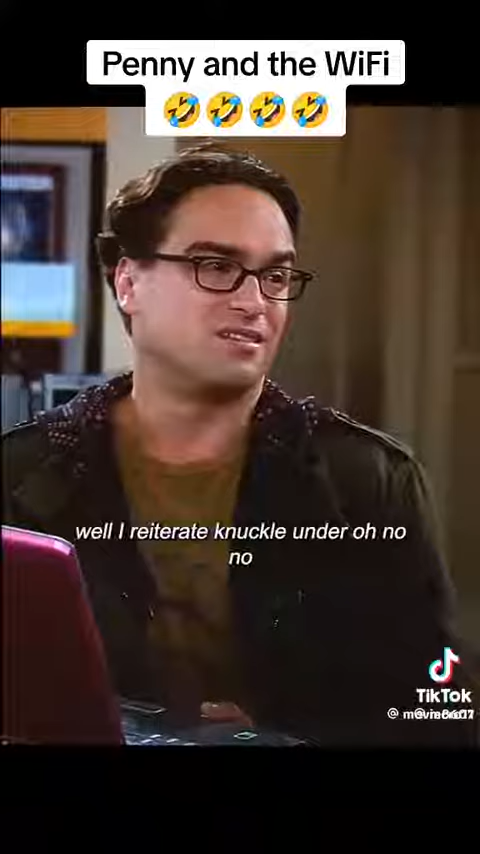 Penny and the WiFi
🤣🤣🤣🤣
well I reiterate knuckle under oh no
no
TikTok